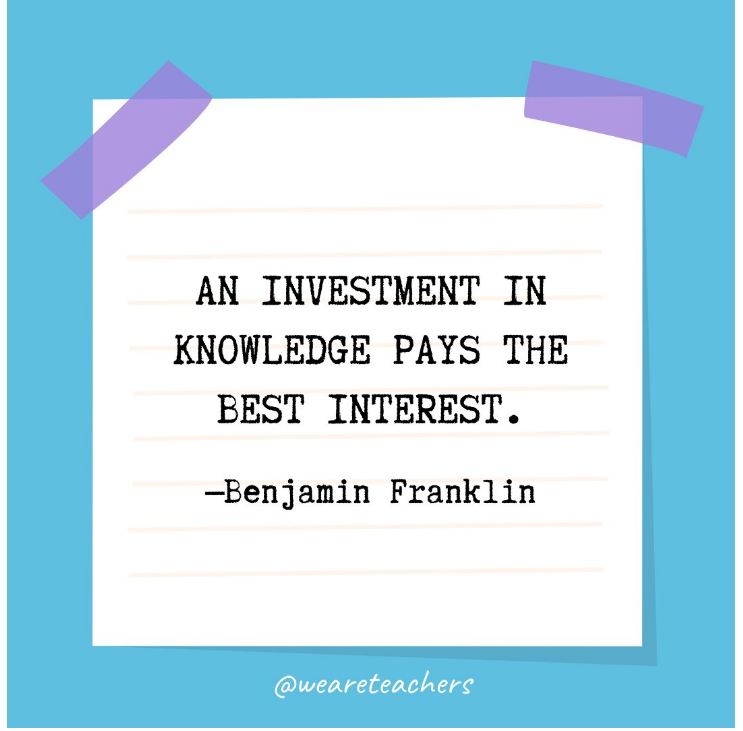 AN INVESTMENT IN
KNOWLEDGE PAYS THE
BEST INTEREST.
—Benjamin Franklin
@weareteachers